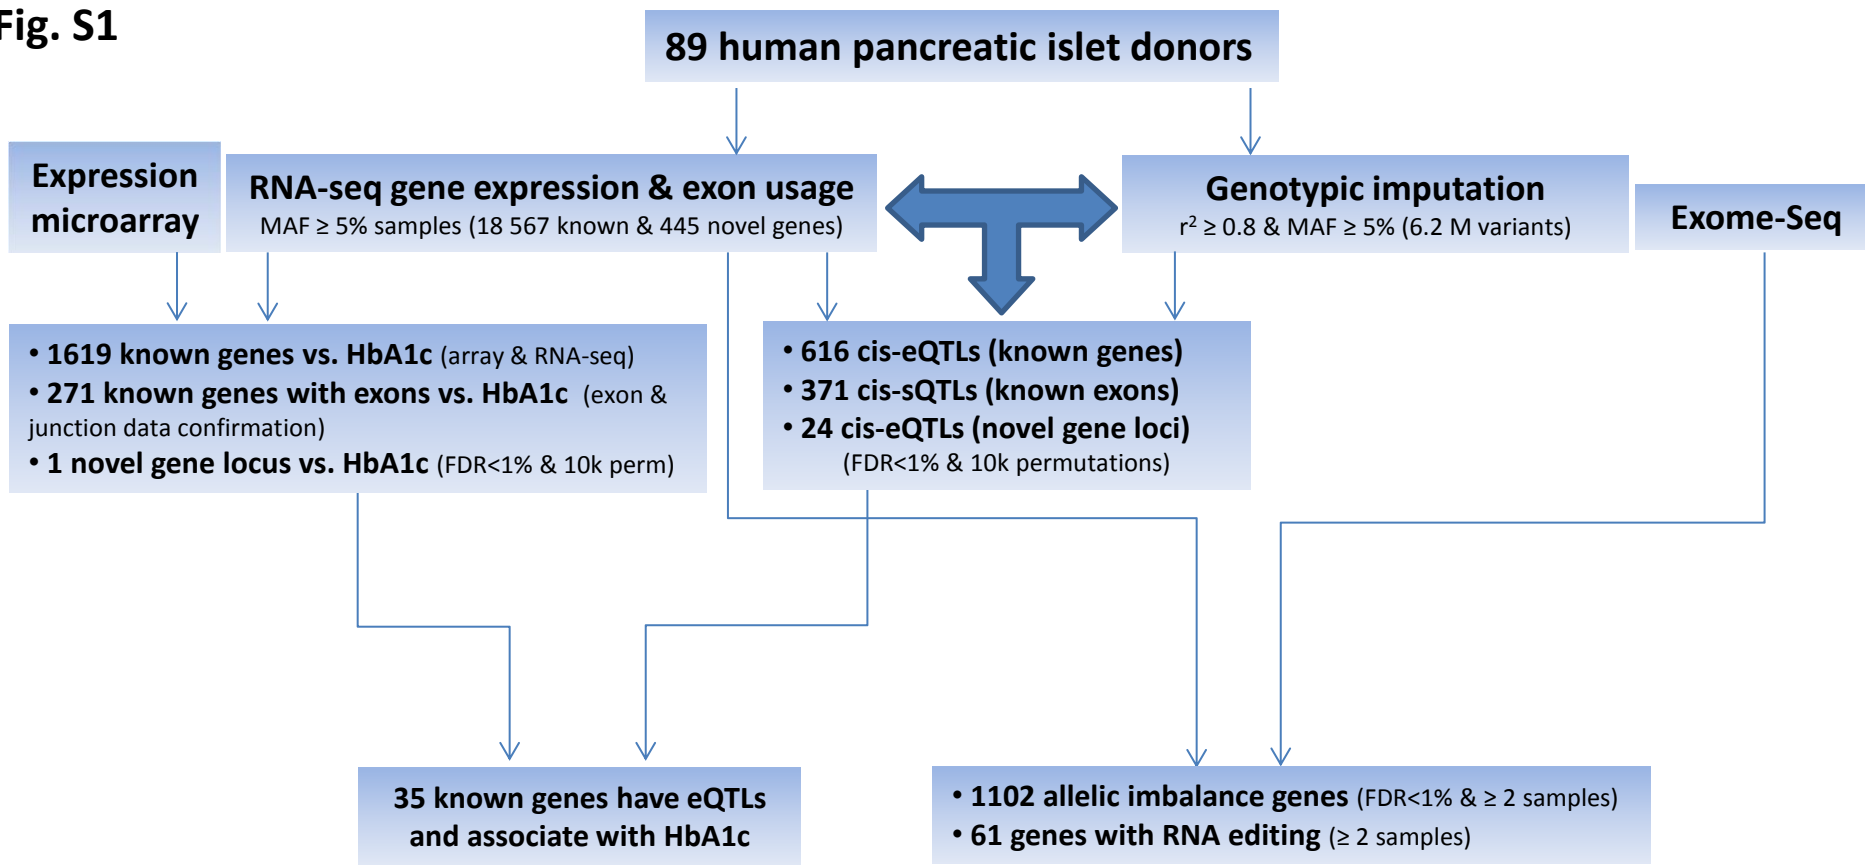 Fig. S1
89 human pancreatic islet donors
Expression
microarray
RNA-seq gene expression & exon usage
MAF ≥ 5% samples (18 567 known & 445 novel genes)
Genotypic imputation
r² ≥ 0.8 & MAF ≥ 5% (6.2 M variants)
Exome-Seq
• 1619 known genes vs. HbA1c (array & RNA-seq)
• 271 known genes with exons vs. HbA1c (exon &
junction data confirmation)
• 1 novel gene locus vs. HbA1c (FDR<1% & 10k perm)
• 616 cis-eQTLs (known genes)
• 371 cis-sQTLs (known exons)
• 24 cis-eQTLs (novel gene loci)
(FDR<1% & 10k permutations)
35 known genes have eQTLs
and associate with HbA1c
• 1102 allelic imbalance genes (FDR<1% & ≥ 2 samples)
• 61 genes with RNA editing (≥ 2 samples)